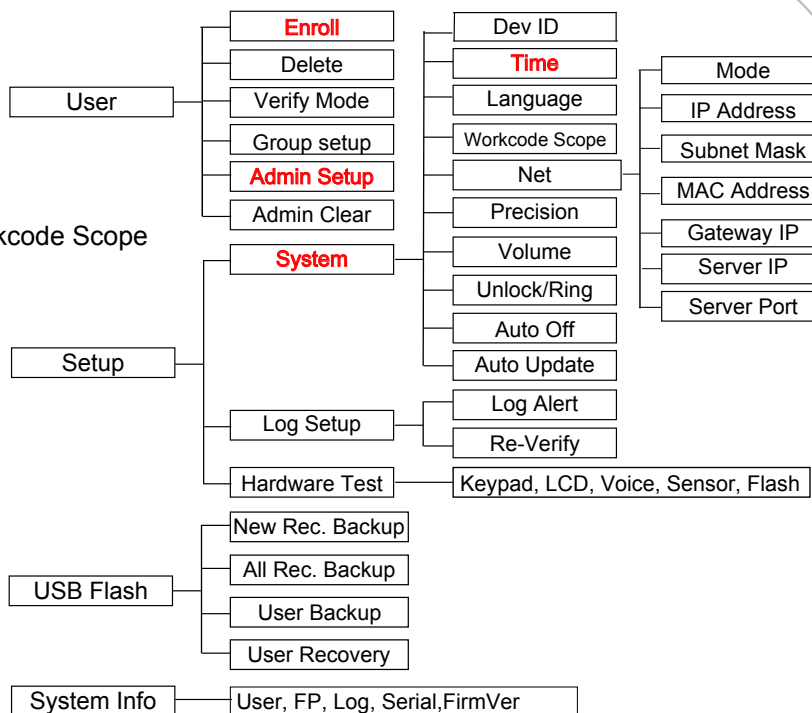 User
Enroll
Delete
Verify Mode
Group setup
Admin Setup
Admin Clear
kcode Scope
Setup
System
Dev ID
Time
Language
Workcode Scope
Net
Mode
IP Address
Subnet Mask
MAC Address
Gateway IP
Server IP
Server Port
Precision
Volume
Unlock/Ring
Auto Off
Auto Update
Log Setup
Log Alert
Re-Verify
Hardware Test
Keypad, LCD, Voice, Sensor, Flash
USB Flash
New Rec. Backup
All Rec. Backup
User Backup
User Recovery
System Info
User, FP, Log, Serial,FirmVer